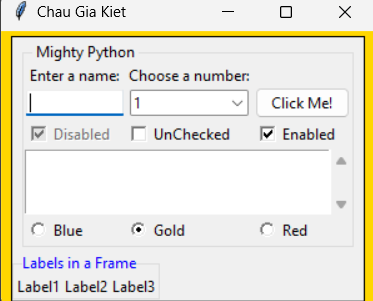 Chau Gia Kiet
Mighty Python
Enter a name: Choose a number:
1 Click Me!
Disabled UnChecked Enabled
Blue Gold Red
Labels in a Frame
Label1 Label2 Label3